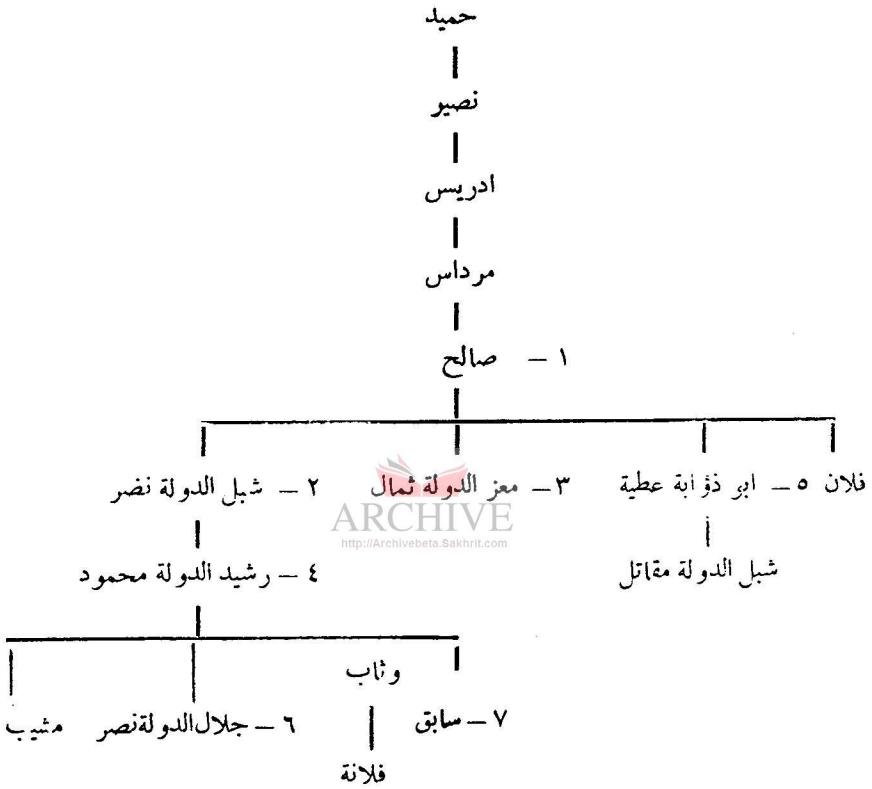 حميد
نصير
ادريس
مرداس
١ – صالح
فلان ٥ – ابو ذؤابة عطية ٣ – معز الدولة ثمال ٢ – شبل الدولة نضر
ARCHIVE
http://Archivebeta.Sakhrit.com
شبل الدولة مقاتل ٤ – رشيد الدولة محمود
وثاب
٧ – سابق ٦ – جلال الدولة نصر مشيب
فلانة